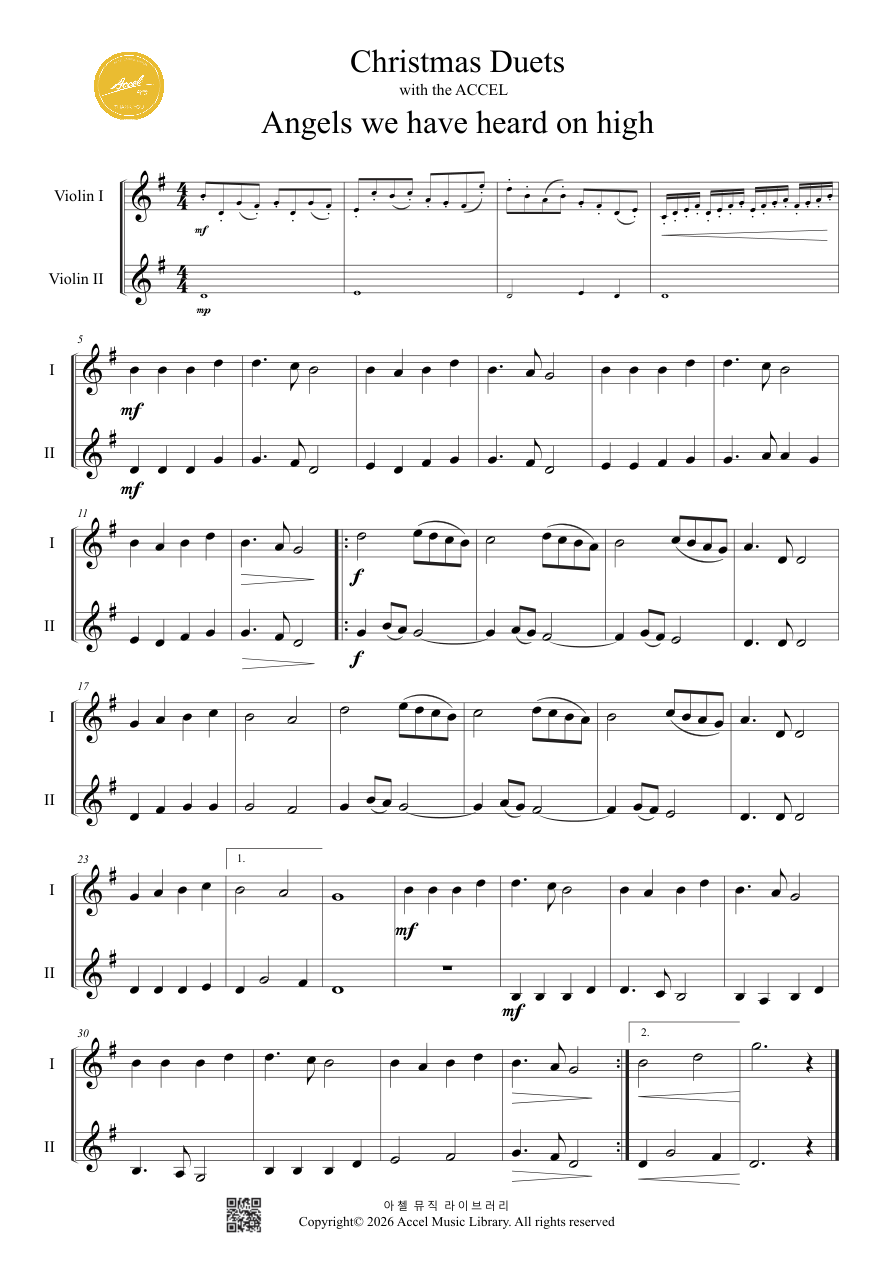 Accel
Christmas Duets
with the ACCEL
Angels we have heard on high
Violin I
mf
Violin II
mp
5
I
mf
II
mf
11
I
f
II
f
17
I
II
23
1.
I
mf
II
mf
30
2.
I
II
아첼 뮤직 라이브러리
Copyright© 2026 Accel Music Library. All rights reserved